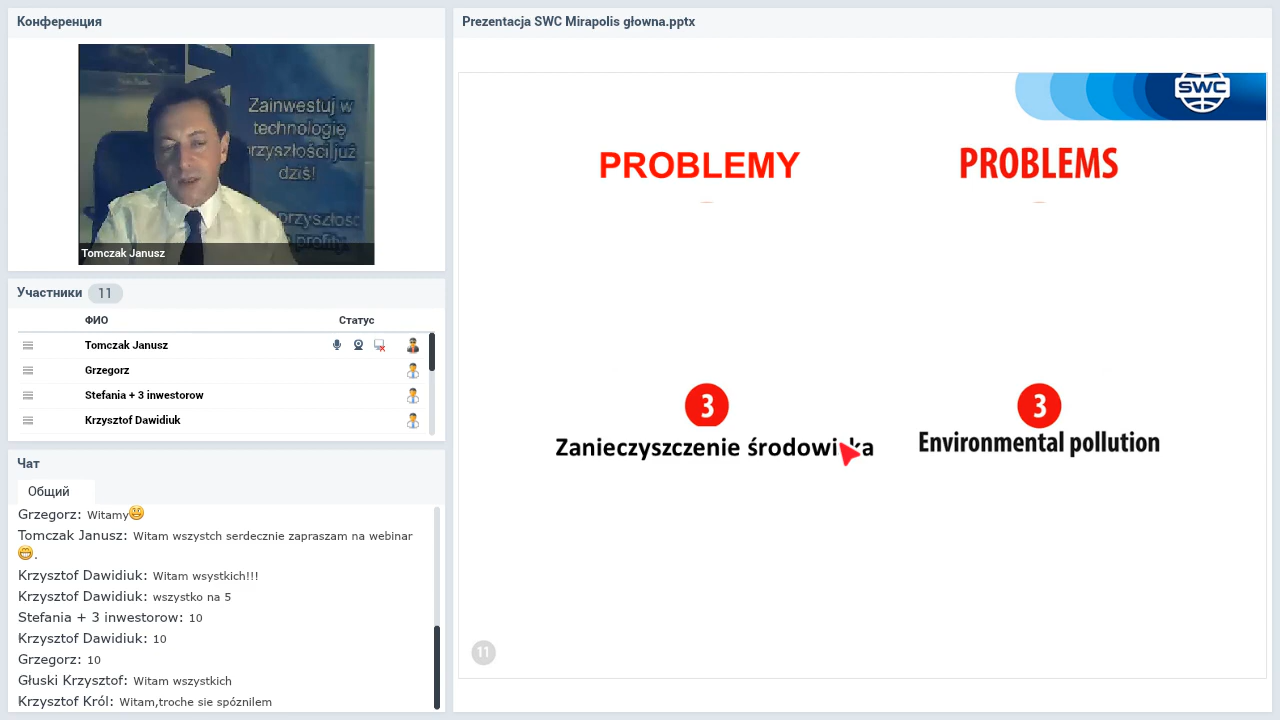 Конференция
Zainwestuj w
technologię
przyszłości już
dziś!
przyszłość
profity!
Tomczak Janusz
Участники 11
ФИО Статус
Tomczak Janusz
Grzegorz
Stefania + 3 inwestorow
Krzysztof Dawidiuk
Чат
Общий
Grzegorz: Witamy
Tomczak Janusz: Witam wszystch serdecznie zapraszam na webinar
.
Krzysztof Dawidiuk: Witam wsystkich!!!
Krzysztof Dawidiuk: wszystko na 5
Stefania + 3 inwestorow: 10
Krzysztof Dawidiuk: 10
Grzegorz: 10
Głuski Krzysztof: Witam wszystkich
Krzysztof Król: Witam,troche sie spóznilem
Prezentacja SWC Mirapolis głowna.pptx
SWC
PROBLEMY PROBLEMS
3 3
Zanieczyszczenie środowiska Environmental pollution
11